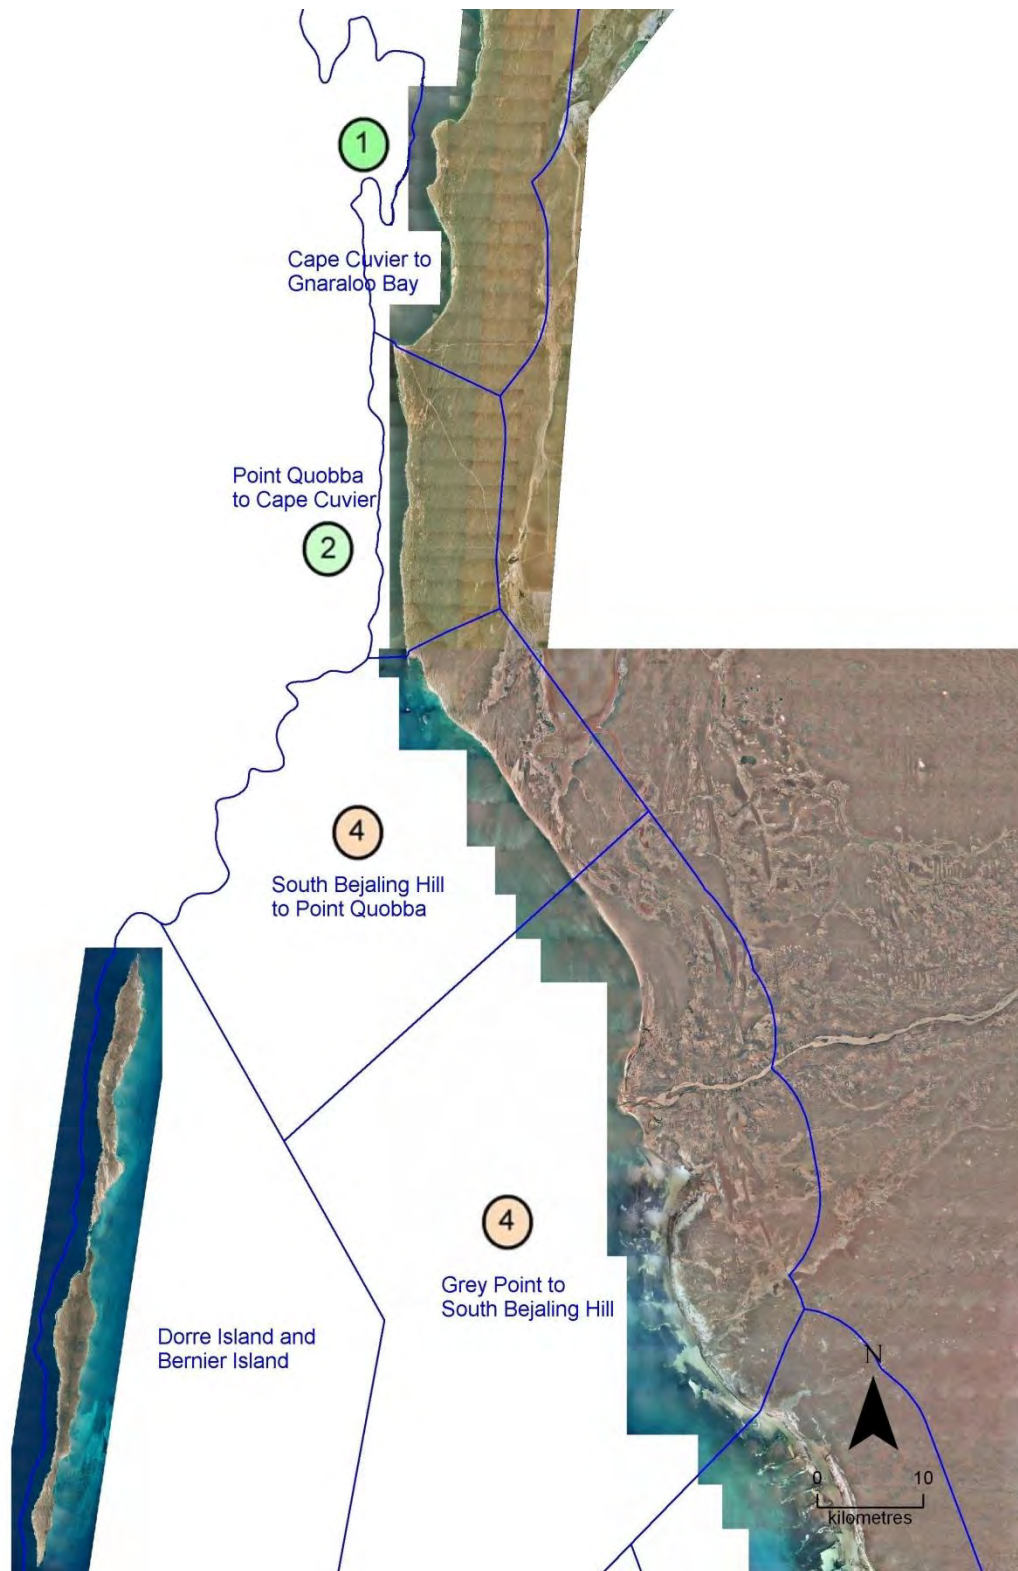 1
Cape Cuvier to
Gnaraloo Bay
Point Quobba
to Cape Cuvier
2
4
South Bejaling Hill
to Point Quobba
4
Grey Point to
South Bejaling Hill
Dorre Island and
Bernier Island
N
0 10
kilometres